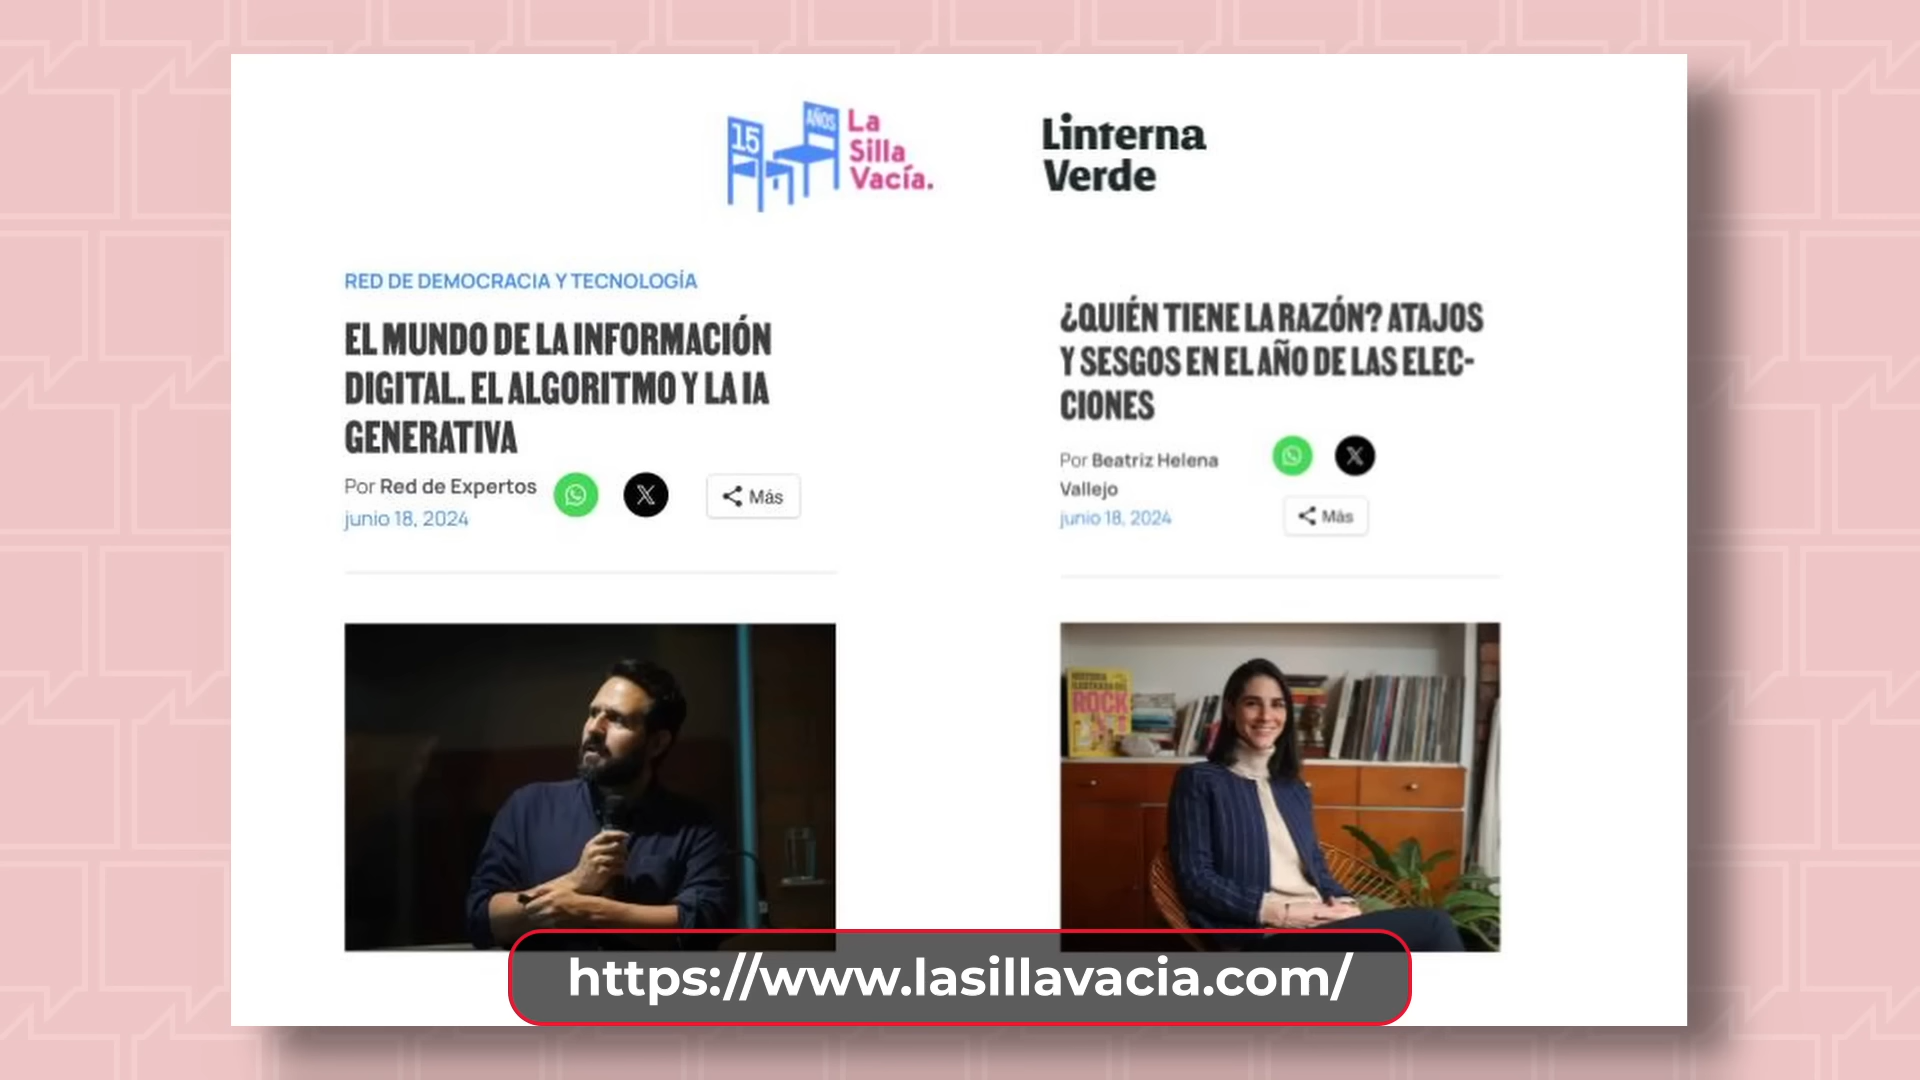 15
AÑOS
La
Silla
Vacía.
Linterna
Verde
RED DE DEMOCRACIA Y TECNOLOGÍA
EL MUNDO DE LA INFORMACIÓN
DIGITAL. EL ALGORITMO Y LA IA
GENERATIVA
Por Red de Expertos
junio 18, 2024
Más
¿QUIÉN TIENE LA RAZÓN? ATAJOS
Y SESGOS EN EL AÑO DE LAS ELEC-
CIONES
Por Beatriz Helena
Vallejo
junio 18, 2024
Más
ROCK
https://www.lasillavacia.com/